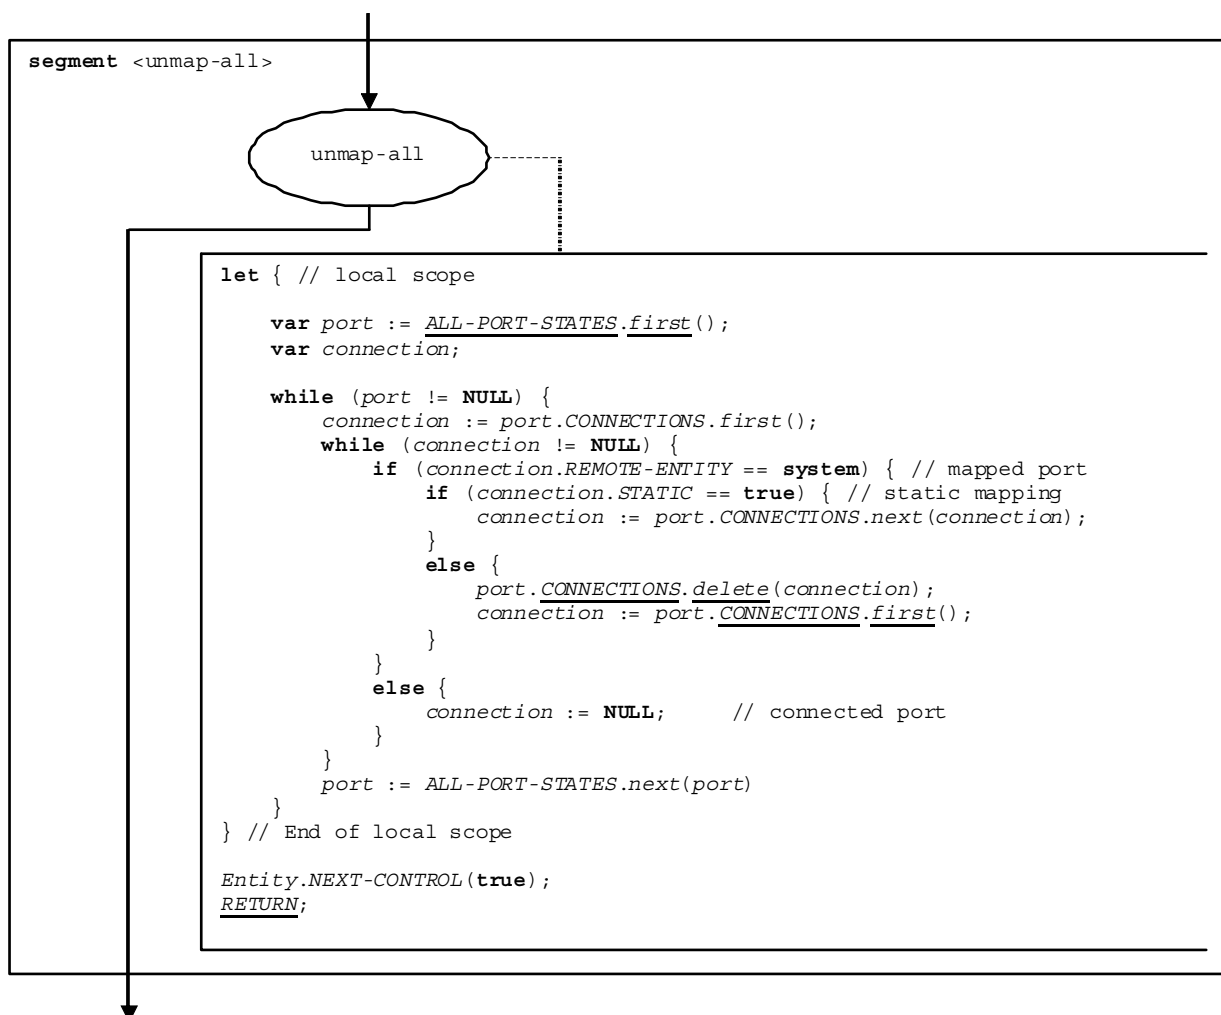 segment <unmap-all>
unmap-all
let { // local scope
var port := ALL-PORT-STATES.first();
var connection;
while (port != NULL) {
connection := port.CONNECTIONS.first();
while (connection != NULL) {
if (connection.REMOTE-ENTITY == system) { // mapped port
if (connection.STATIC == true) { // static mapping
connection := port.CONNECTIONS.next(connection);
}
else {
port.CONNECTIONS.delete(connection);
connection := port.CONNECTIONS.first();
}
}
else {
connection := NULL; // connected port
}
}
port := ALL-PORT-STATES.next(port)
}
} // End of local scope
Entity.NEXT-CONTROL(true);
RETURN;